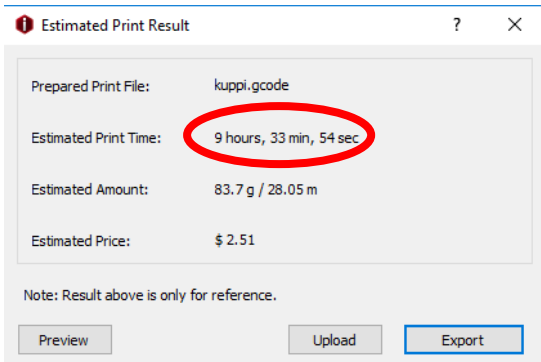 Estimated Print Result
Prepared Print File: kuppi.gcode
Estimated Print Time: 9 hours, 33 min, 54 sec
Estimated Amount: 83.7 g / 28.05 m
Estimated Price: $ 2.51
Note: Result above is only for reference.
Preview Upload Export